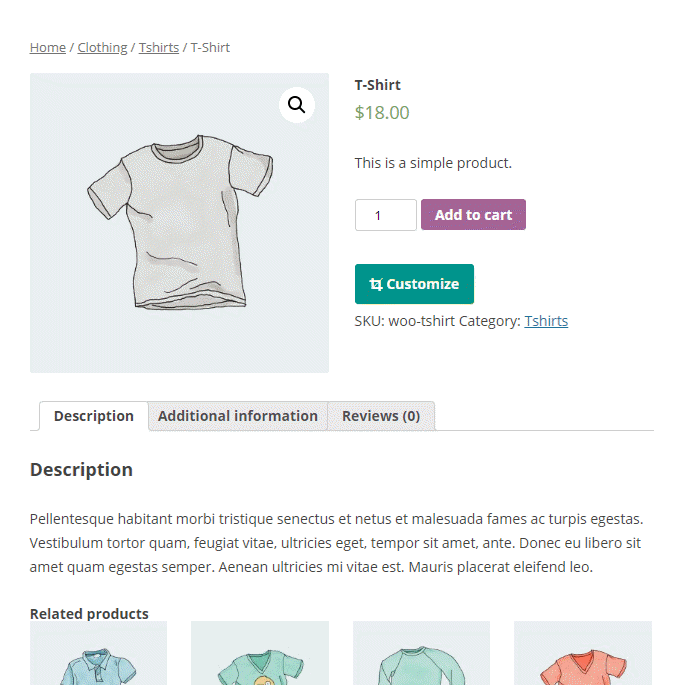 Home / Clothing / Tshirts / T-Shirt
T-Shirt
$18.00
This is a simple product.
1
Add to cart
Customize
SKU: woo-tshirt Category: Tshirts
Description
Additional information
Reviews (0)
Description
Pellentesque habitant morbi tristique senectus et netus et malesuada fames ac turpis egestas.
Vestibulum tortor quam, feugiat vitae, ultricies eget, tempor sit amet, ante. Donec eu libero sit
amet quam egestas semper. Aenean ultricies mi vitae est. Mauris placerat eleifend leo.
Related products